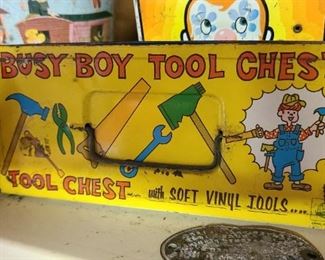 BUSY BOY TOOL CHEST
TOOL CHEST
with SOFT VINYL TOOLS....